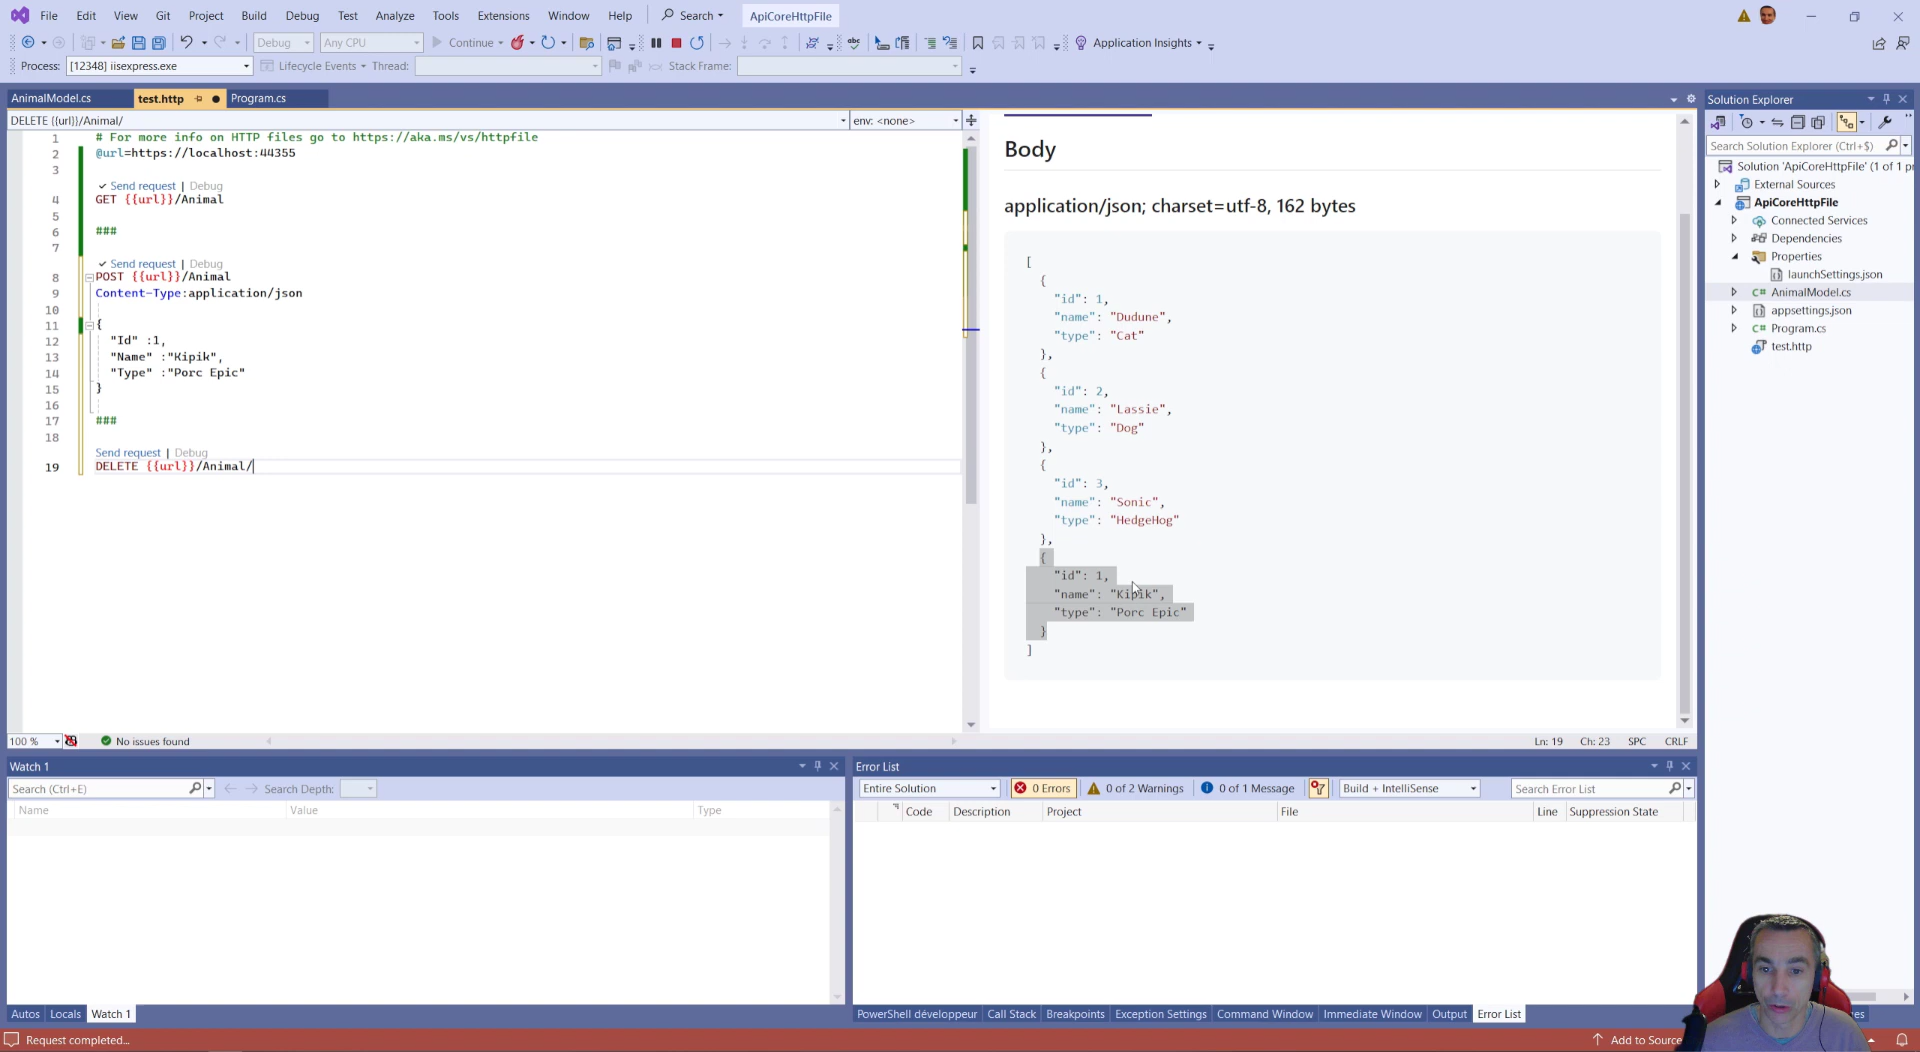 File Edit View Git Project Build Debug Test Analyze Tools Extensions Window Help Search ApiCoreHttpFile
Debug Any CPU Continue Application Insights
Process: [12348] iisexpress.exe Lifecycle Events Thread: Stack Frame:
AnimalModel.cs test.http Program.cs
DELETE {{url}}/Animal/ env: <none>
1 # For more info on HTTP files go to https://aka.ms/vs/httpfile
2 @url=https://localhost:44355
3
Send request | Debug
4 GET {{url}}/Animal
5
6 ###
7
Send request | Debug
8 POST {{url}}/Animal
9 Content-Type:application/json
10
11 {
12 "Id" :1,
13 "Name" :"Kipik",
14 "Type" :"Porc Epic"
15 }
16
17 ###
18
Send request | Debug
19 DELETE {{url}}/Animal/
100 % No issues found
Body
application/json; charset=utf-8, 162 bytes
[
{
"id": 1,
"name": "Dudune",
"type": "Cat"
},
{
"id": 2,
"name": "Lassie",
"type": "Dog"
},
{
"id": 3,
"name": "Sonic",
"type": "HedgeHog"
},
{
"id": 1,
"name": "Kipik",
"type": "Porc Epic"
}
]
Ln: 19 Ch: 23 SPC CRLF
Solution Explorer
Search Solution Explorer (Ctrl+$)
Solution 'ApiCoreHttpFile' (1 of 1 pr
External Sources
ApiCoreHttpFile
Connected Services
Dependencies
Properties
launchSettings.json
C# AnimalModel.cs
appsettings.json
C# Program.cs
test.http
Watch 1
Search (Ctrl+E) Search Depth:
Name Value Type
Autos Locals Watch 1
Error List
Entire Solution 0 Errors 0 of 2 Warnings 0 of 1 Message Build + IntelliSense Search Error List
Code Description Project File Line Suppression State
PowerShell développeur Call Stack Breakpoints Exception Settings Command Window Immediate Window Output Error List
Request completed... Add to Source